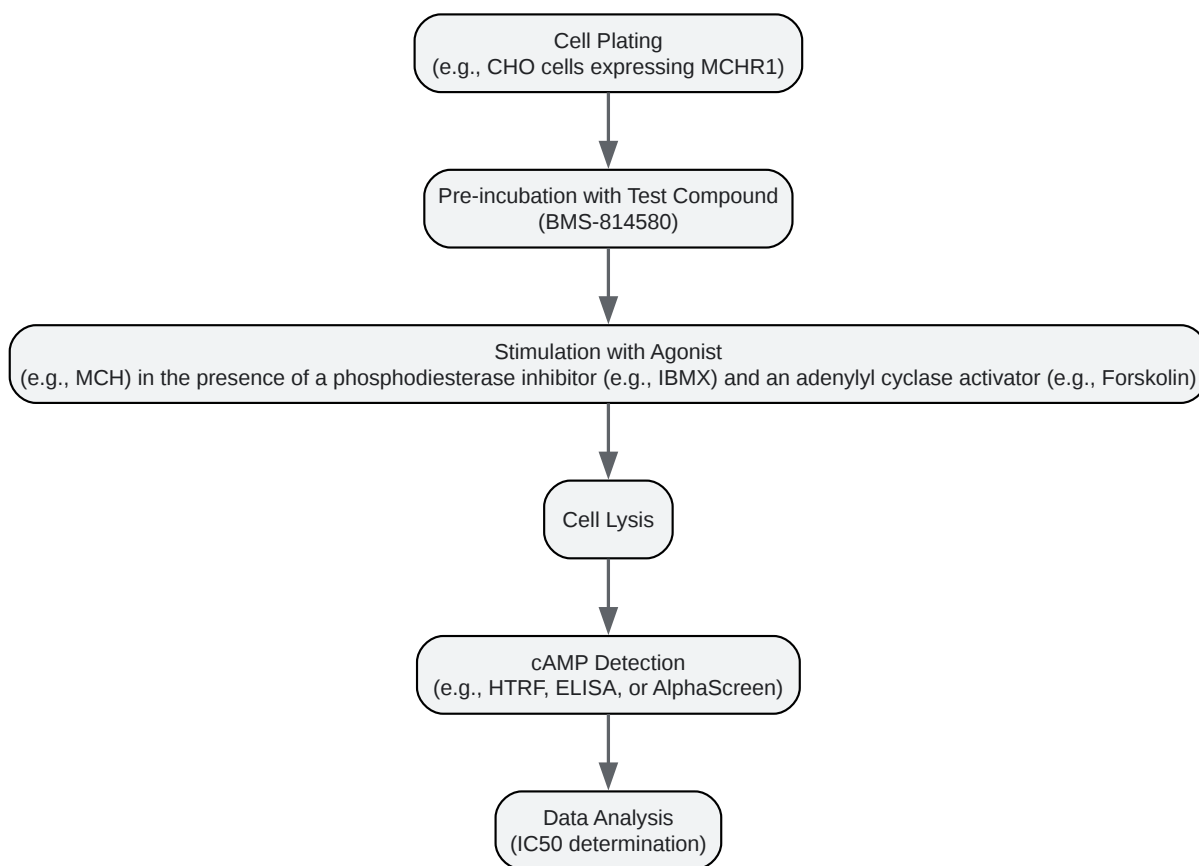 Cell Plating
(e.g., CHO cells expressing MCHR1)
Pre-incubation with Test Compound
(BMS-814580)
Stimulation with Agonist
(e.g., MCH) in the presence of a phosphodiesterase inhibitor (e.g., IBMX) and an adenylyl cyclase activator (e.g., Forskolin)
Cell Lysis
cAMP Detection
(e.g., HTRF, ELISA, or AlphaScreen)
Data Analysis
(IC50 determination)